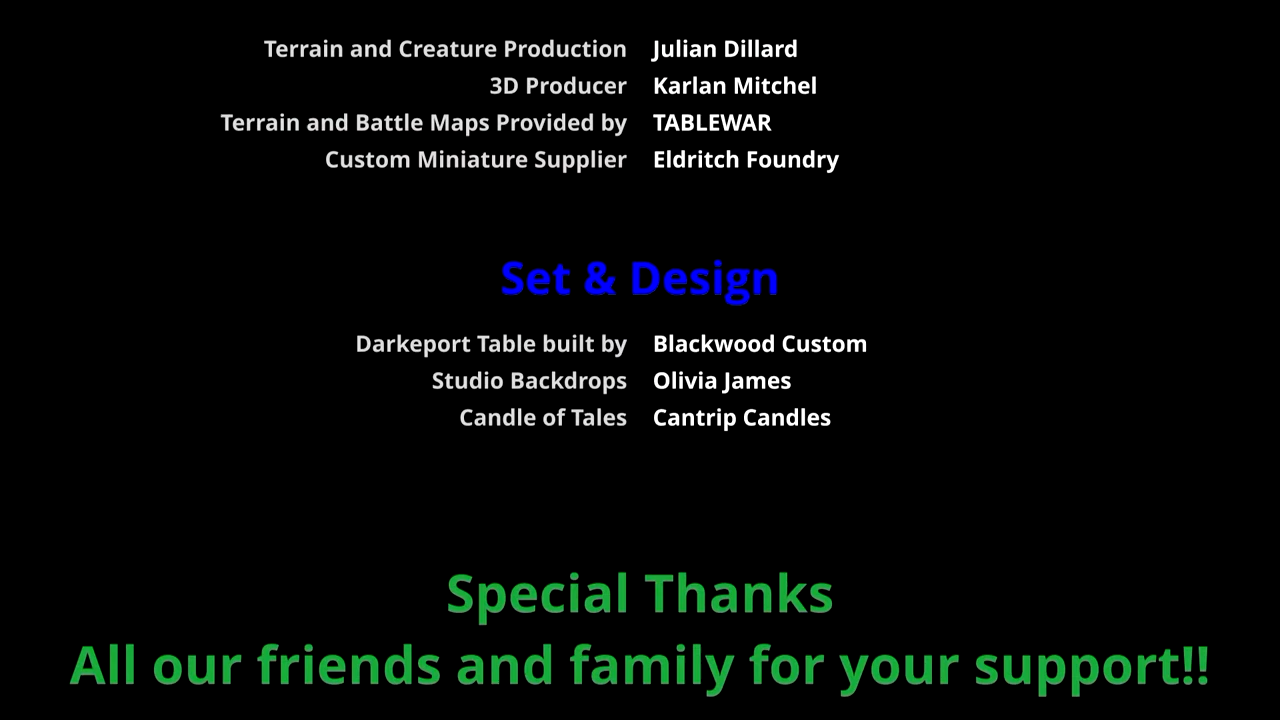 Terrain and Creature Production Julian Dillard
3D Producer Karlan Mitchel
Terrain and Battle Maps Provided by TABLEWAR
Custom Miniature Supplier Eldritch Foundry
Set & Design
Darkeport Table built by Blackwood Custom
Studio Backdrops Olivia James
Candle of Tales Cantrip Candles
Special Thanks
All our friends and family for your support!!